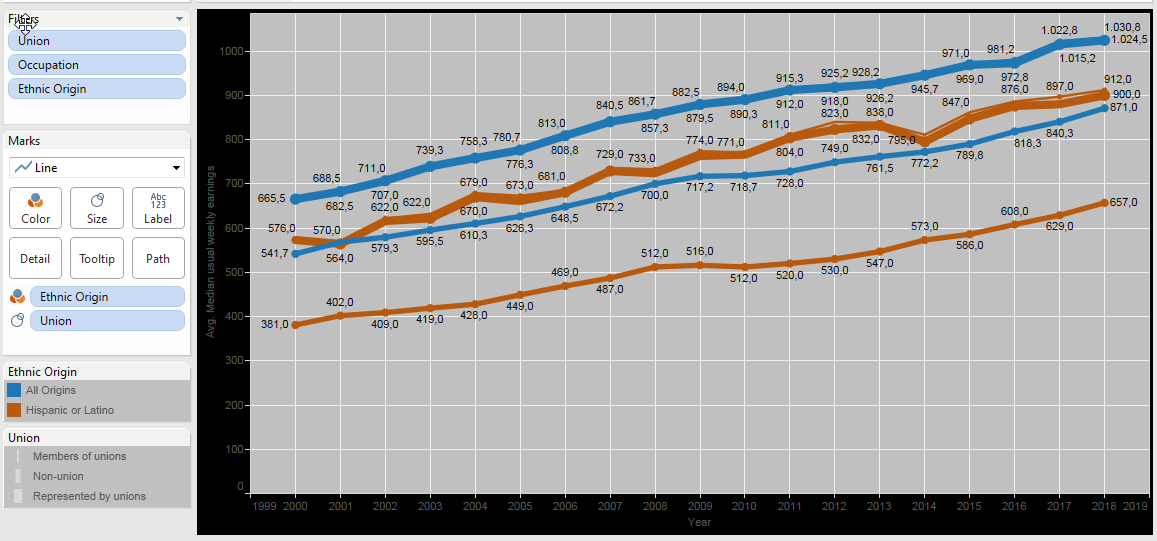 Filters
Union
Occupation
Ethnic Origin
Marks
Line
Color
Size
Abc
123
Label
Detail
Tooltip
Path
Ethnic Origin
Union
Ethnic Origin
All Origins
Hispanic or Latino
Union
Members of unions
Non-union
Represented by unions
Avg. Median usual weekly earnings
1000
900
800
700
600
500
400
300
200
100
0
665,5 688,5 711,0 739,3 758,3 780,7 813,0 840,5 861,7 882,5 894,0 915,3 925,2 928,2 971,0 981,2 1.022,8 1.030,8
1.024,5
682,5 707,0 776,3 808,8 857,3 879,5 890,3 912,0 918,0 926,2 945,7 969,0 972,8 1.015,2
576,0 570,0 622,0 622,0 679,0 673,0 681,0 729,0 733,0 774,0 771,0 811,0 823,0 838,0 795,0 847,0 876,0 897,0 912,0
900,0
564,0 670,0 804,0 832,0
541,7 579,3 595,5 610,3 626,3 648,5 672,2 700,0 717,2 718,7 728,0 749,0 761,5 772,2 789,8 818,3 840,3 871,0
381,0 402,0 409,0 419,0 428,0 449,0 469,0 487,0 512,0 516,0 512,0 520,0 530,0 547,0 573,0 586,0 608,0 629,0 657,0
1999 2000 2001 2002 2003 2004 2005 2006 2007 2008 2009 2010 2011 2012 2013 2014 2015 2016 2017 2018 2019
Year